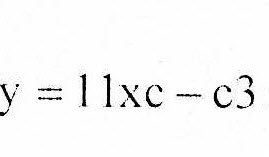 y = 11xc – c3